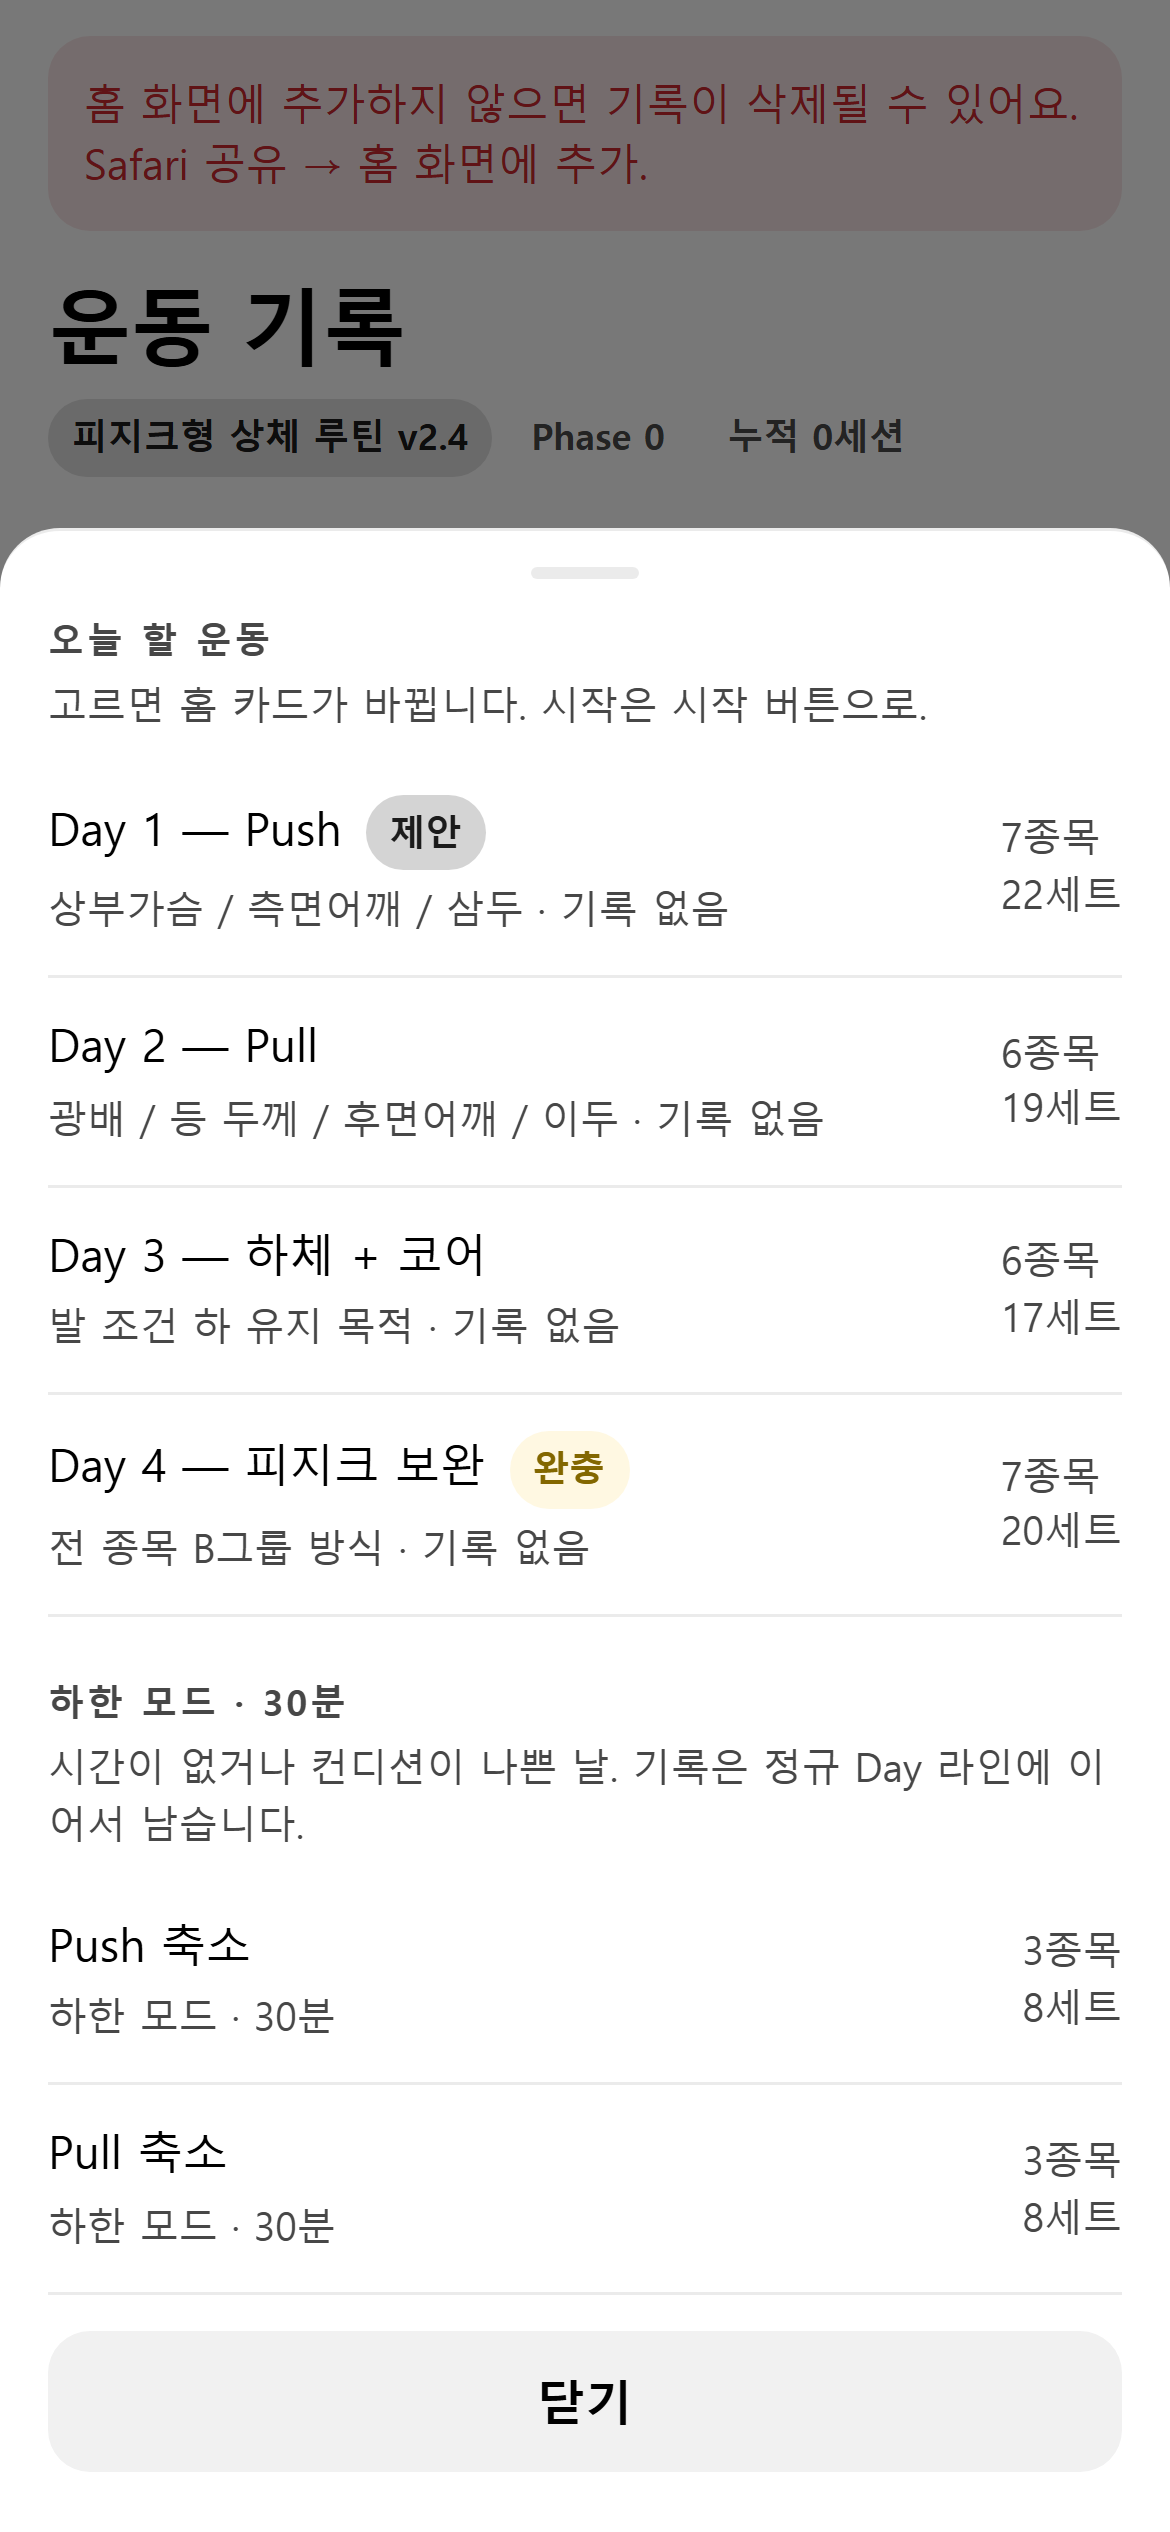 홈 화면에 추가하지 않으면 기록이 삭제될 수 있어요.
Safari 공유 → 홈 화면에 추가.
운동 기록
피지크형 상체 루틴 v2.4 Phase 0 누적 0세션
오늘 할 운동
고르면 홈 카드가 바뀝니다. 시작은 시작 버튼으로.
Day 1 — Push 제안
상부가슴 / 측면어깨 / 삼두 · 기록 없음
7종목
22세트
Day 2 — Pull
광배 / 등 두께 / 후면어깨 / 이두 · 기록 없음
6종목
19세트
Day 3 — 하체 + 코어
발 조건 하 유지 목적 · 기록 없음
6종목
17세트
Day 4 — 피지크 보완 완충
전 종목 B그룹 방식 · 기록 없음
7종목
20세트
하한 모드 · 30분
시간이 없거나 컨디션이 나쁜 날. 기록은 정규 Day 라인에 이
어서 남습니다.
Push 축소
하한 모드 · 30분
3종목
8세트
Pull 축소
하한 모드 · 30분
3종목
8세트
닫기